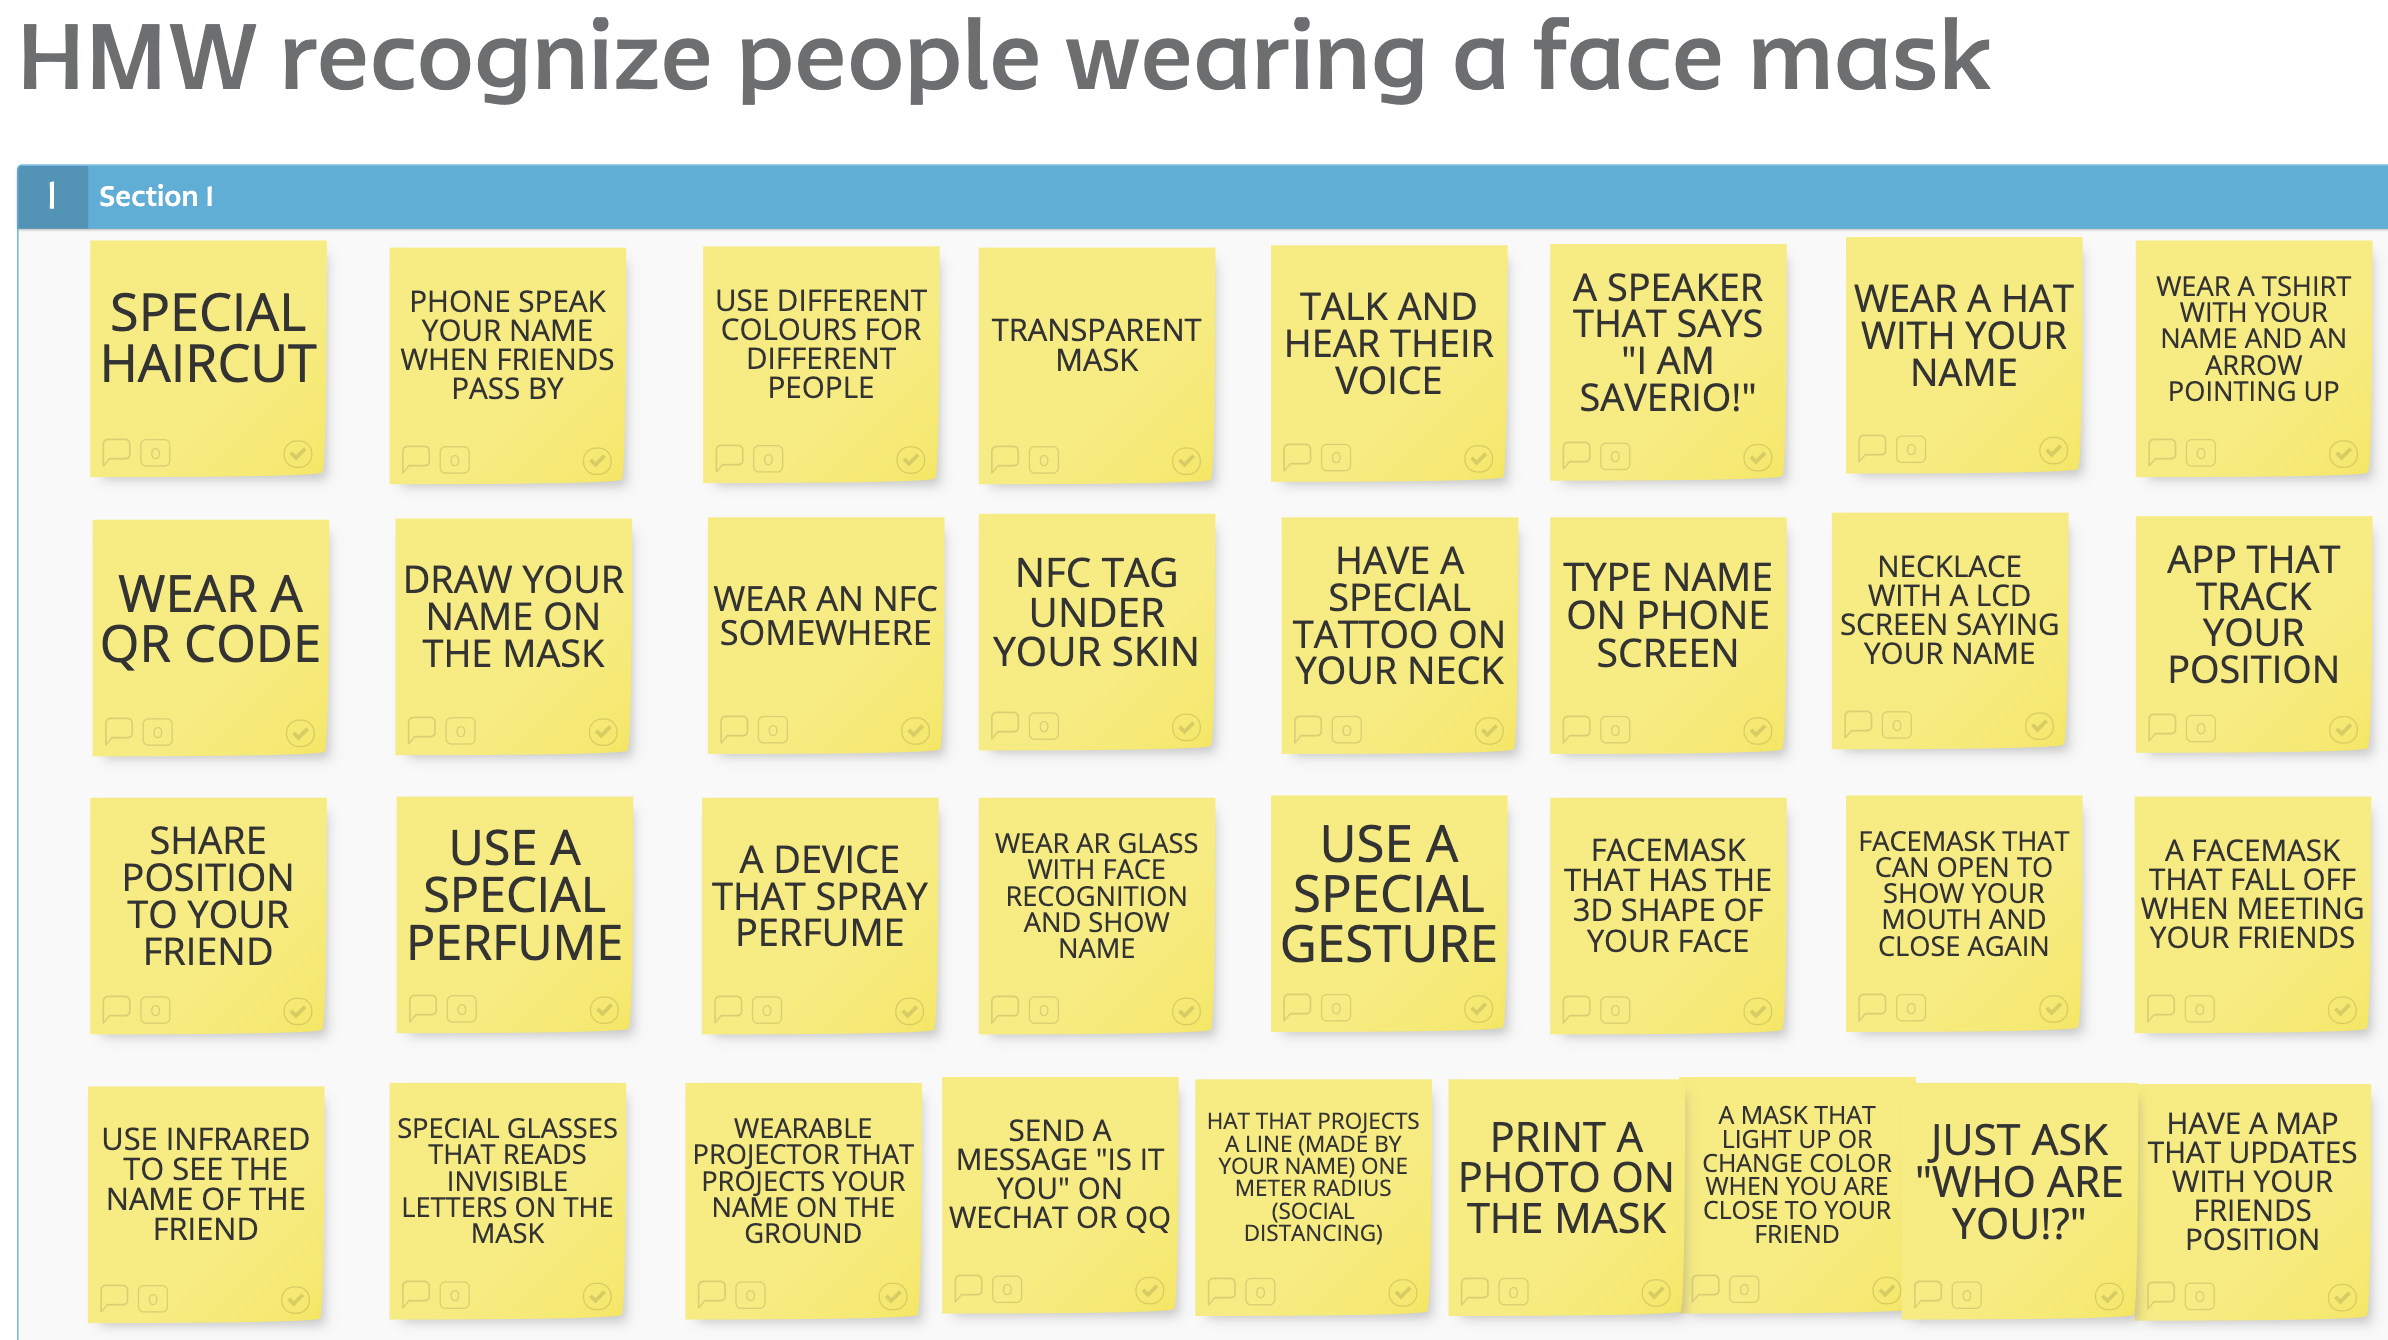 HMW recognize people wearing a face mask
1 Section 1
SPECIAL
HAIRCUT
0
PHONE SPEAK
YOUR NAME
WHEN FRIENDS
PASS BY
0
USE DIFFERENT
COLOURS FOR
DIFFERENT
PEOPLE
0
TRANSPARENT
MASK
0
TALK AND
HEAR THEIR
VOICE
0
A SPEAKER
THAT SAYS
"I AM
SAVERIO!"
0
WEAR A HAT
WITH YOUR
NAME
0
WEAR A TSHIRT
WITH YOUR
NAME AND AN
ARROW
POINTING UP
0
WEAR A
QR CODE
0
DRAW YOUR
NAME ON
THE MASK
0
WEAR AN NFC
SOMEWHERE
0
NFC TAG
UNDER
YOUR SKIN
0
HAVE A
SPECIAL
TATTOO ON
YOUR NECK
0
TYPE NAME
ON PHONE
SCREEN
0
NECKLACE
WITH A LCD
SCREEN SAYING
YOUR NAME
0
APP THAT
TRACK
YOUR
POSITION
0
SHARE
POSITION
TO YOUR
FRIEND
0
USE A
SPECIAL
PERFUME
0
A DEVICE
THAT SPRAY
PERFUME
0
WEAR AR GLASS
WITH FACE
RECOGNITION
AND SHOW
NAME
0
USE A
SPECIAL
GESTURE
0
FACEMASK
THAT HAS THE
3D SHAPE OF
YOUR FACE
0
FACEMASK THAT
CAN OPEN TO
SHOW YOUR
MOUTH AND
CLOSE AGAIN
0
A FACEMASK
THAT FALL OFF
WHEN MEETING
YOUR FRIENDS
0
USE INFRARED
TO SEE THE
NAME OF THE
FRIEND
0
SPECIAL GLASSES
THAT READS
INVISIBLE
LETTERS ON THE
MASK
0
WEARABLE
PROJECTOR THAT
PROJECTS YOUR
NAME ON THE
GROUND
0
SEND A
MESSAGE "IS IT
YOU" ON
WECHAT OR QQ
0
HAT THAT PROJECTS
A LINE (MADE BY
YOUR NAME) ONE
METER RADIUS
(SOCIAL
DISTANCING)
0
PRINT A
PHOTO ON
THE MASK
0
A MASK THAT
LIGHT UP OR
CHANGE COLOR
WHEN YOU ARE
CLOSE TO YOUR
FRIEND
0
JUST ASK
"WHO ARE
YOU!?"
0
HAVE A MAP
THAT UPDATES
WITH YOUR
FRIENDS
POSITION
0